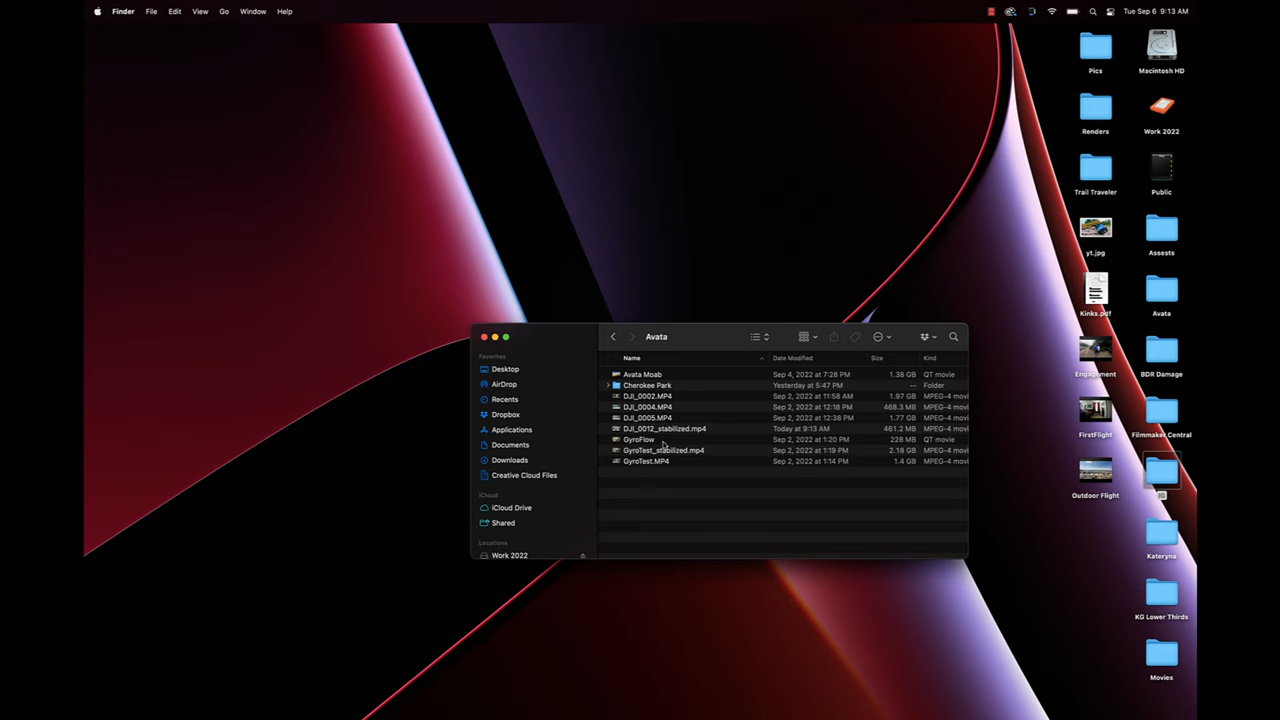 Finder File Edit View Go Window Help Tue Sep 6 9:13 AM
Pics Macintosh HD
Renders Work 2022
Trail Traveler Public
yt.jpg Assests
Kinks.pdf Avata
Engagement BDR Damage
FirstFlight Filmmaker Central
Outdoor Flight IG
Kateryna
KG Lower Thirds
Movies
Avata
Favorites
Desktop
AirDrop
Recents
Dropbox
Applications
Documents
Downloads
Creative Cloud Files
iCloud
iCloud Drive
Shared
Locations
Work 2022
Name Date Modified Size Kind
Avata Moab Sep 4, 2022 at 7:28 PM 1.38 GB QT movie
Cherokee Park Yesterday at 5:47 PM -- Folder
DJI_0002.MP4 Sep 2, 2022 at 11:58 AM 1.97 GB MPEG-4 movi
DJI_0004.MP4 Sep 2, 2022 at 12:18 PM 468.3 MB MPEG-4 movi
DJI_0005.MP4 Sep 2, 2022 at 12:38 PM 1.77 GB MPEG-4 movi
DJI_0012_stabilized.mp4 Today at 9:13 AM 461.2 MB MPEG-4 movi
GyroFlow Sep 2, 2022 at 1:20 PM 228 MB QT movie
GyroTest_stabilized.mp4 Sep 2, 2022 at 1:19 PM 2.18 GB MPEG-4 movi
GyroTest.MP4 Sep 2, 2022 at 1:14 PM 1.4 GB MPEG-4 movi